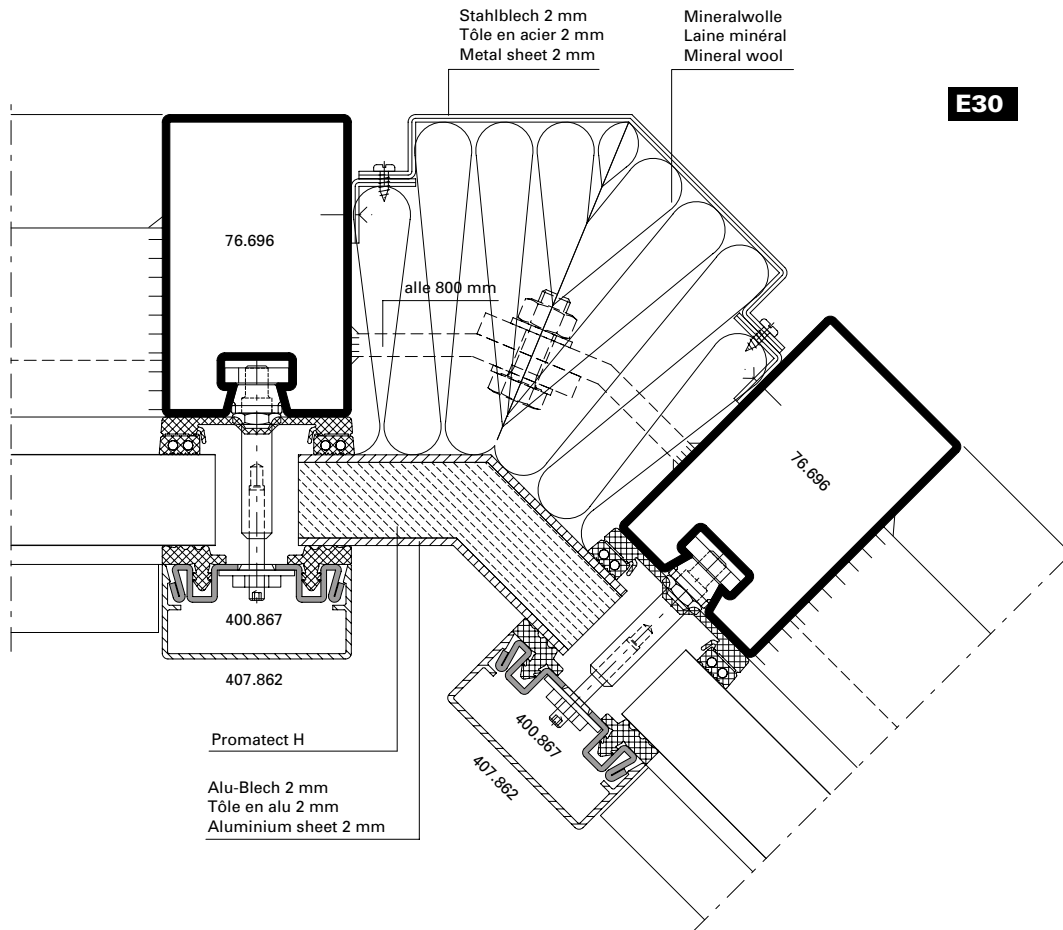 Stahlblech 2 mm
Tôle en acier 2 mm
Metal sheet 2 mm
Mineralwolle
Laine minéral
Mineral wool
E30
76.696
alle 800 mm
76.696
400.867
407.862
400.867
407.862
Promatect H
Alu-Blech 2 mm
Tôle en alu 2 mm
Aluminium sheet 2 mm